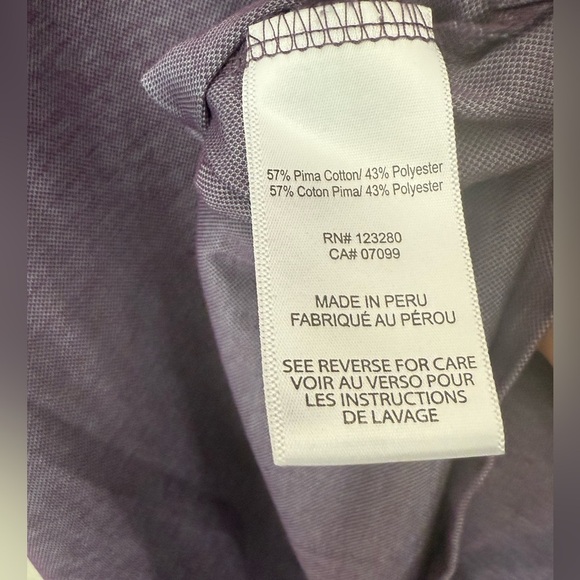 57% Pima Cotton/ 43% Polyester
57% Coton Pima/ 43% Polyester
RN# 123280
CA# 07099
MADE IN PERU
FABRIQUÉ AU PÉROU
SEE REVERSE FOR CARE
VOIR AU VERSO POUR
LES INSTRUCTIONS
DE LAVAGE